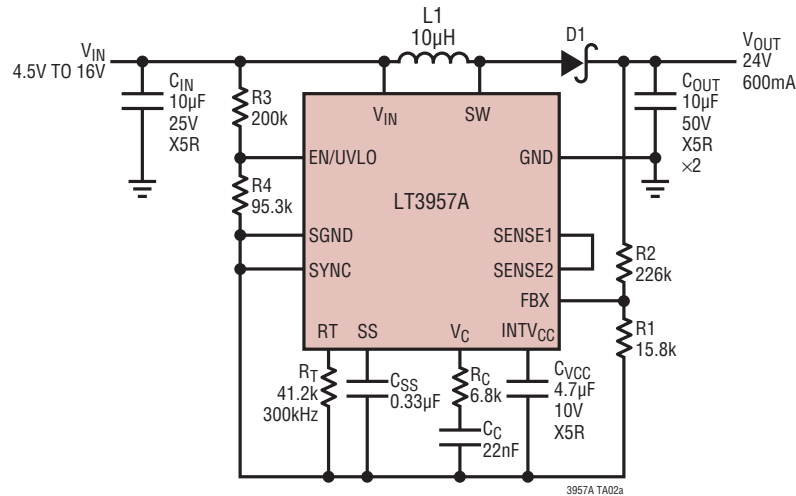 L1
10µH
D1
VIN
4.5V TO 16V
VOUT
24V
600mA
CIN
10µF
25V
X5R
R3
200k
VIN
SW
COUT
10µF
50V
X5R
×2
EN/UVLO
GND
R4
95.3k
LT3957A
SGND
SENSE1
SYNC
SENSE2
R2
226k
FBX
RT
SS
VC
INTVCC
R1
15.8k
RT
41.2k
300kHz
CSS
0.33µF
RC
6.8k
CC
22nF
CVCC
4.7µF
10V
X5R
3957A TA02a